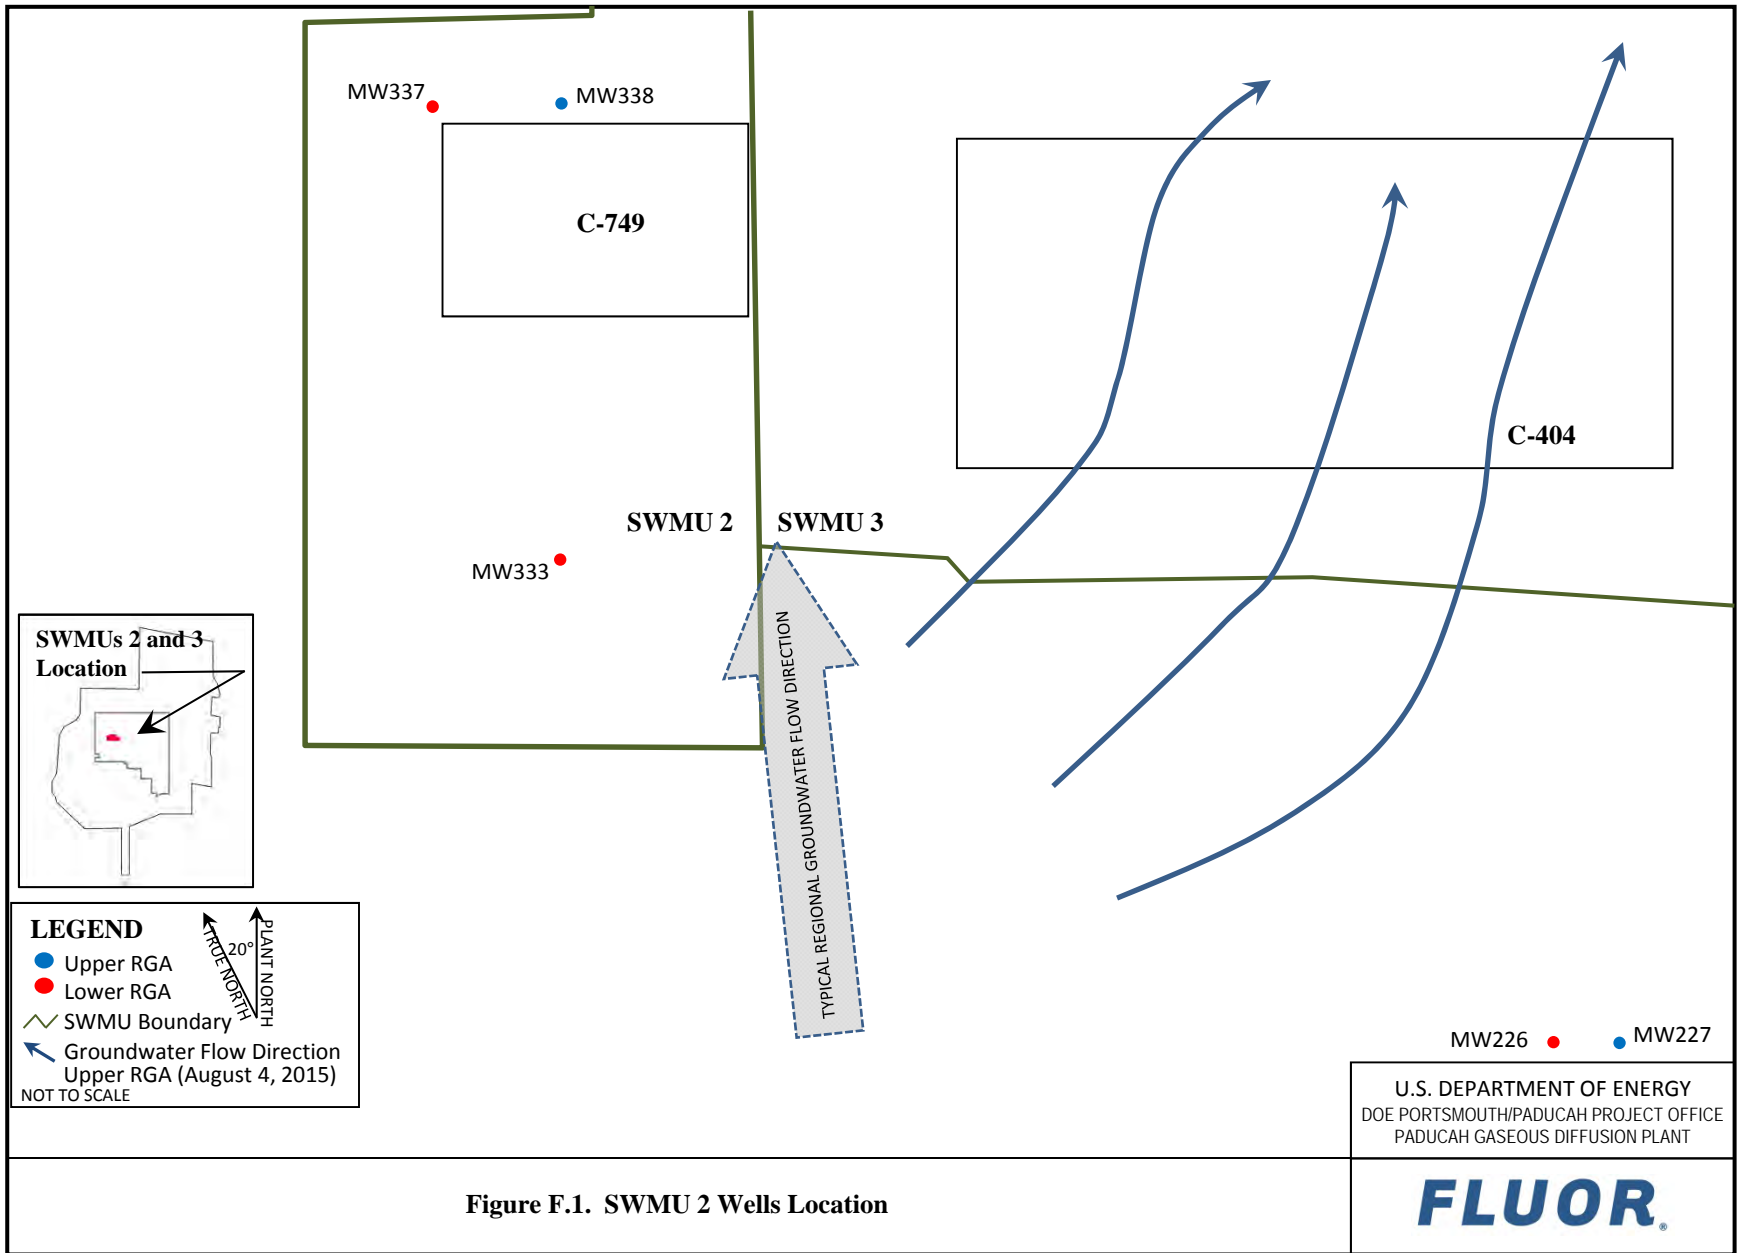 MW337
MW338
C-749
C-404
SWMU 2
SWMU 3
MW333
TYPICAL REGIONAL GROUNDWATER FLOW DIRECTION
SWMUs 2 and 3
Location
LEGEND
Upper RGA
Lower RGA
SWMU Boundary
Groundwater Flow Direction
Upper RGA (August 4, 2015)
NOT TO SCALE
TRUE NORTH
20°
PLANT NORTH
MW226
MW227
U.S. DEPARTMENT OF ENERGY
DOE PORTSMOUTH/PADUCAH PROJECT OFFICE
PADUCAH GASEOUS DIFFUSION PLANT
Figure F.1. SWMU 2 Wells Location
FLUOR®